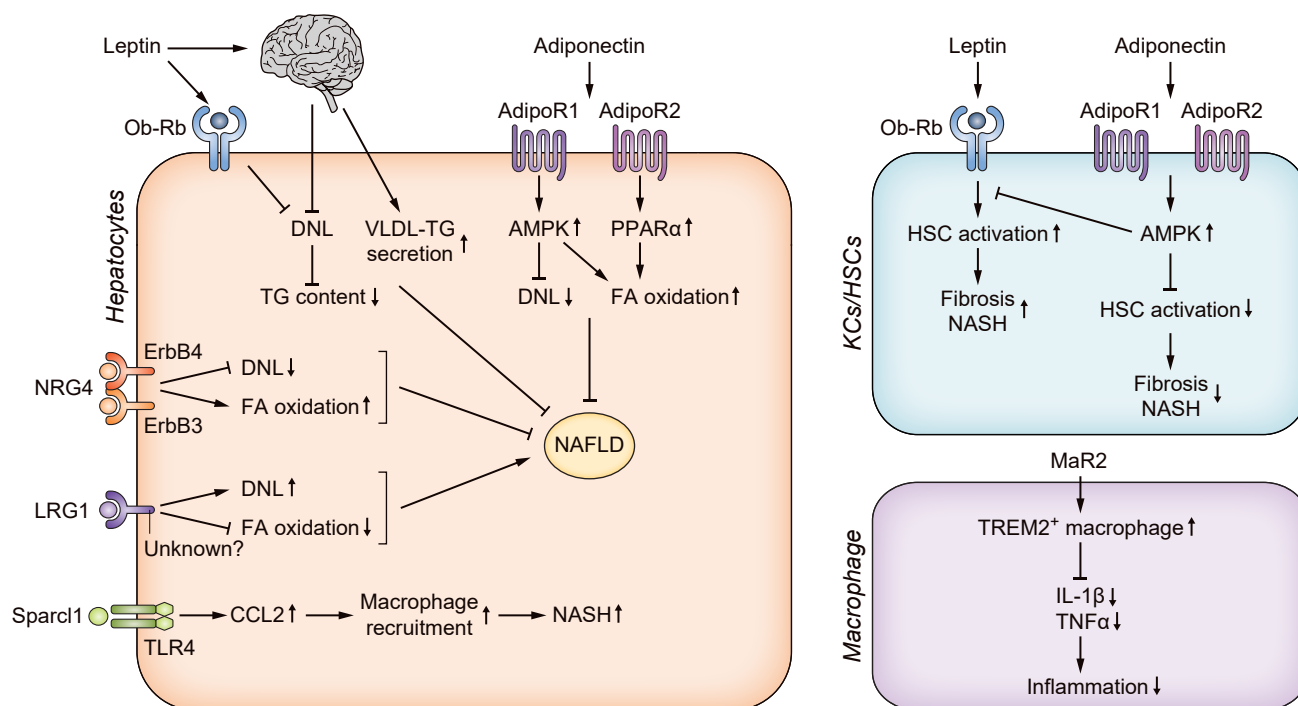 Leptin
Ob-Rb
Adiponectin
AdipoR1
AdipoR2
Hepatocytes
DNL
TG content↓
VLDL-TG
secretion↑
AMPK↑
PPARα↑
DNL↓
FA oxidation↑
NRG4
ErbB4
ErbB3
DNL↓
FA oxidation↑
NAFLD
LRG1
Unknown?
DNL↑
FA oxidation↓
Sparcl1
TLR4
CCL2↑
Macrophage
recruitment↑
NASH↑
Leptin
Ob-Rb
Adiponectin
AdipoR1
AdipoR2
KCs/HSCs
HSC activation↑
Fibrosis
NASH↑
AMPK↑
HSC activation↓
Fibrosis
NASH↓
MaR2
Macrophage
TREM2⁺ macrophage↑
IL-1β↓
TNFα↓
Inflammation↓